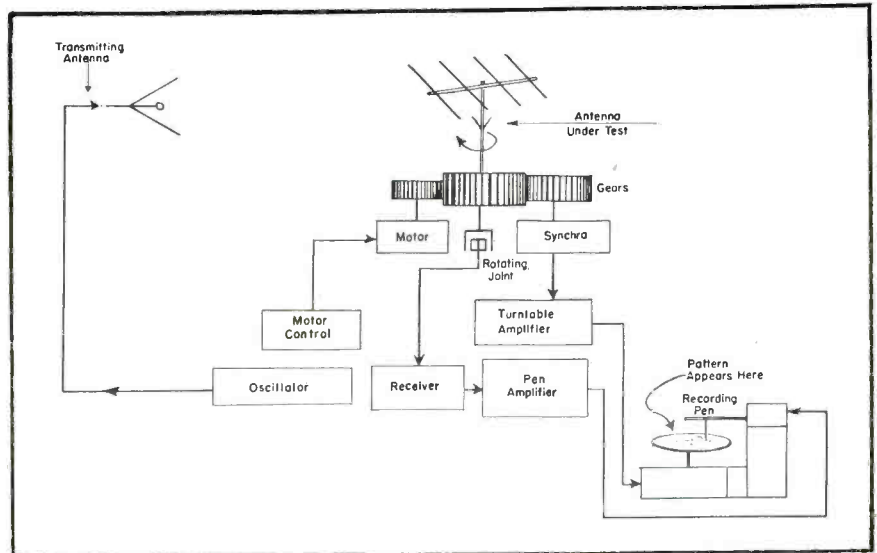 Transmitting
Antenna
Antenna
Under Test
Gears
Motor
Synchra
Rotating
Joint
Motor
Control
Turntable
Amplifier
Oscillator
Receiver
Pen
Amplifier
Pattern
Appears Here
Recording
Pen